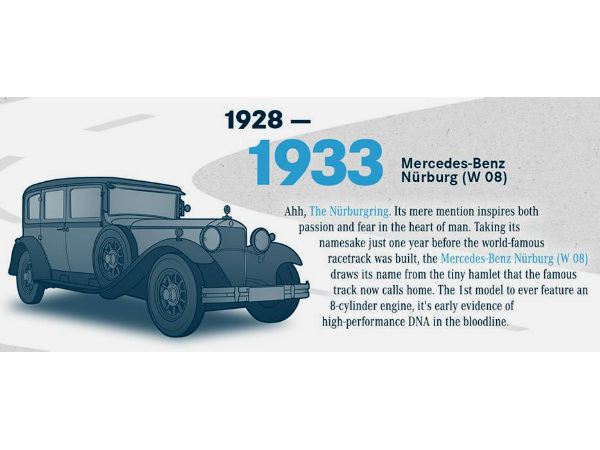 1928 —
1933
Mercedes-Benz
Nürburg (W 08)
Ahh, The Nürburgring. Its mere mention inspires both
passion and fear in the heart of man. Taking its
namesake just one year before the world-famous
racetrack was built, the Mercedes-Benz Nürburg (W 08)
draws its name from the tiny hamlet that the famous
track now calls home. The 1st model to ever feature an
8-cylinder engine, it's early evidence of
high-performance DNA in the bloodline.